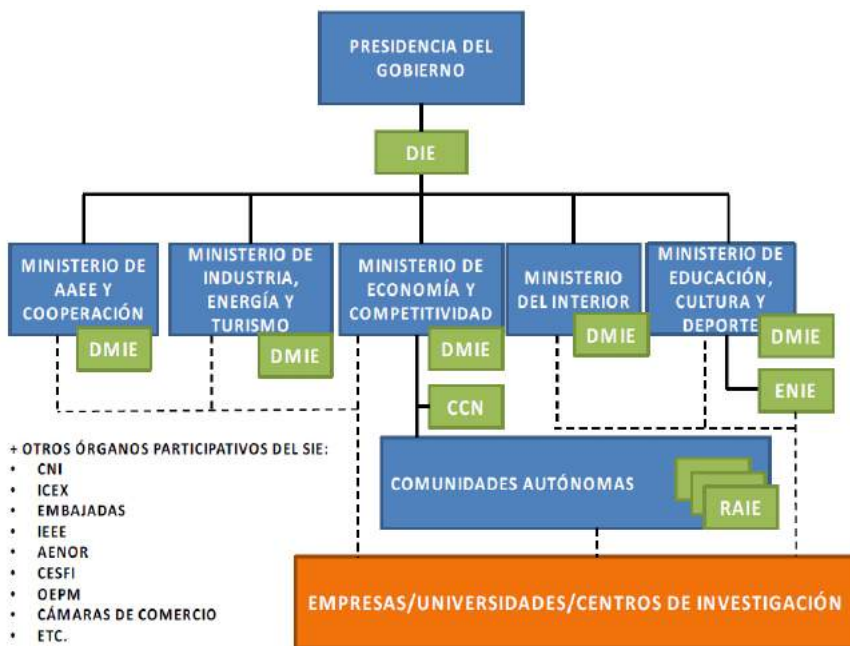 PRESIDENCIA DEL
GOBIERNO
DIE
MINISTERIO DE
AAEE Y
COOPERACIÓN
DMIE
MINISTERIO DE
INDUSTRIA,
ENERGÍA Y
TURISMO
DMIE
MINISTERIO DE
ECONOMÍA Y
COMPETITIVIDAD
DMIE
MINISTERIO
DEL INTERIOR
DMIE
MINISTERIO DE
EDUCACIÓN,
CULTURA Y
DEPORTE
DMIE
CCN
ENIE
COMUNIDADES AUTÓNOMAS
RAIE
+ OTROS ÓRGANOS PARTICIPATIVOS DEL SIE:
• CNI
• ICEX
• EMBAJADAS
• IEEE
• AENOR
• CESFI
• OEPM
• CÁMARAS DE COMERCIO
• ETC.
EMPRESAS/UNIVERSIDADES/CENTROS DE INVESTIGACIÓN